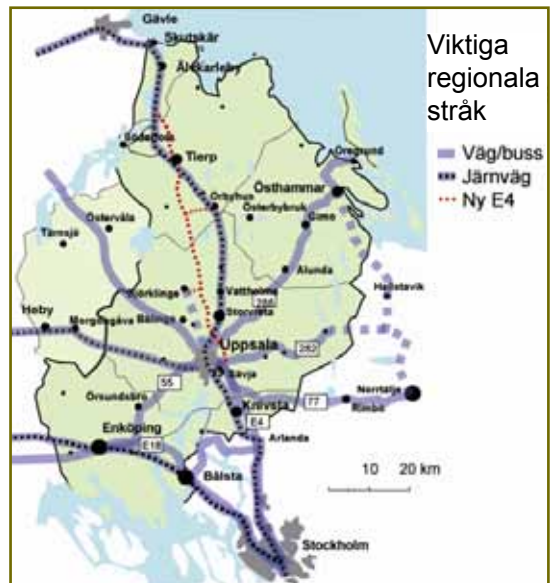 Viktiga
regionala
stråk
Väg/buss
Järnväg
Ny E4
Gävle
Skutskär
Älvkarleby
Söderfors
Tierp
Öregrund
Östhammar
Örbyhus
Österbybruk
Gimo
Östervåla
Tärnsjö
Alunda
Hallstavik
Björklinge
Vattholma
288
Heby
Morgongåva
Bälinge
Storvreta
Uppsala
282
Sävja
55
Örsundsbro
Knivsta
77
Norrtälje
Rimbo
E4
Enköping
E18
Arlanda
Bålsta
10 20 km
Stockholm